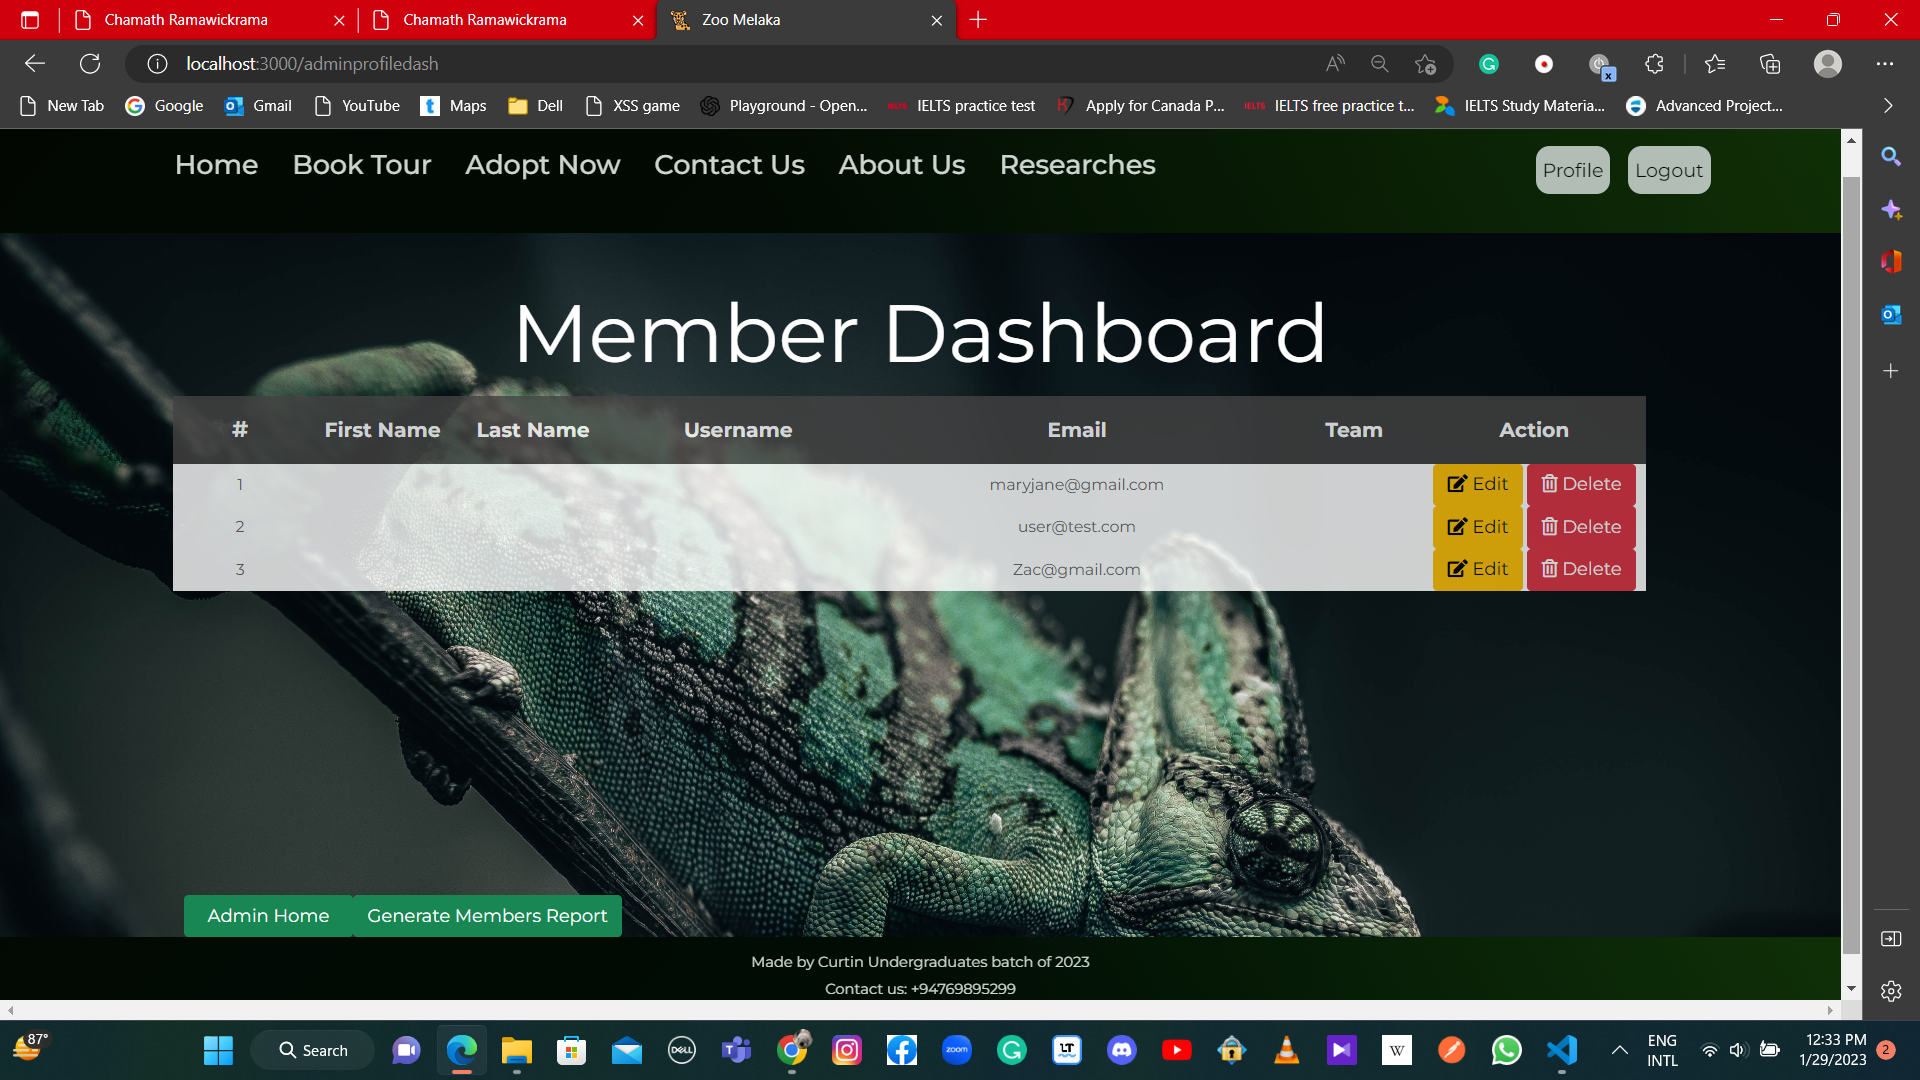 Chamath Ramawickrama
Chamath Ramawickrama
Zoo Melaka
localhost:3000/adminprofiledash
New Tab
Google
Gmail
YouTube
Maps
Dell
XSS game
Playground - Open...
IELTS practice test
Apply for Canada P...
IELTS free practice t...
IELTS Study Materia...
Advanced Project...
Home
Book Tour
Adopt Now
Contact Us
About Us
Researches
Profile
Logout
Member Dashboard
# First Name Last Name Username Email Team Action
1 maryjane@gmail.com Edit Delete
2 user@test.com Edit Delete
3 Zac@gmail.com Edit Delete
Admin Home
Generate Members Report
Made by Curtin Undergraduates batch of 2023
Contact us: +94769895299
87°
Search
DELL
zoom
LT
W
ENG
INTL
12:33 PM
1/29/2023
2